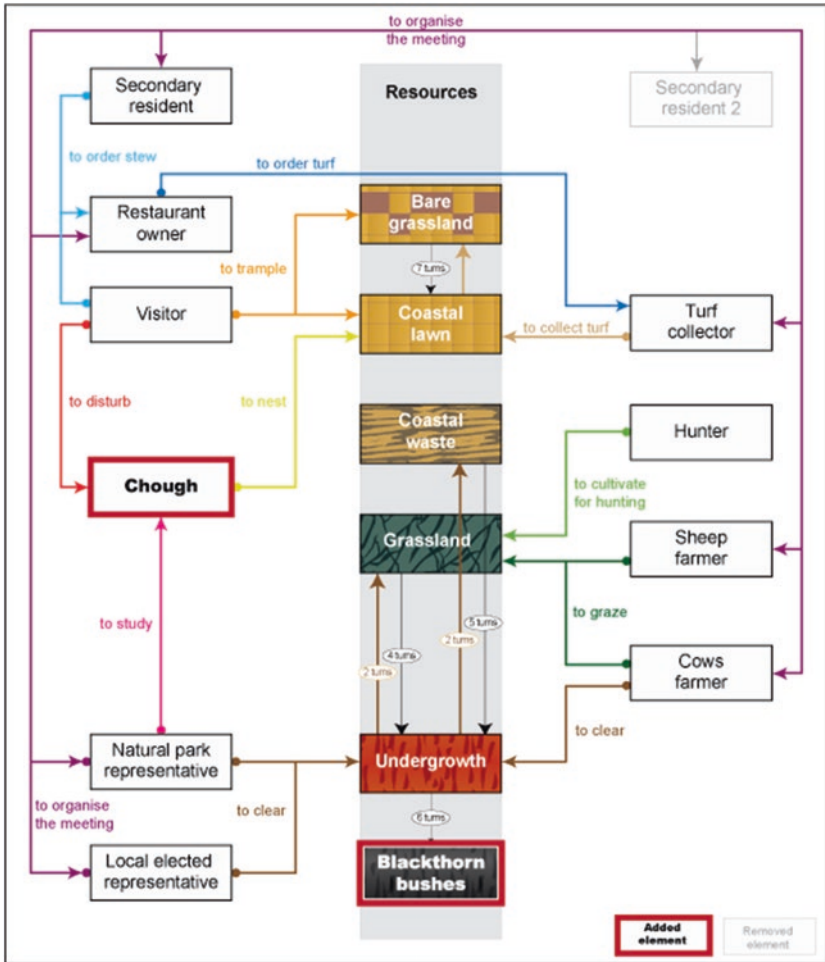 to organise
the meeting
Secondary
resident
Resources
Secondary
resident 2
to order stew
to order turf
Restaurant
owner
Bare
grassland
to trample
7 turns
Visitor
Coastal
lawn
Turf
collector
to collect turf
to disturb
to nest
Coastal
waste
Hunter
Chough
to cultivate
for hunting
Grassland
Sheep
farmer
to graze
to study
5 turns
4 turns
2 turns
2 turns
Cows
farmer
to clear
Natural park
representative
Undergrowth
to organise
the meeting
to clear
6 turns
Local elected
representative
Blackthorn
bushes
Added
element
Removed
element